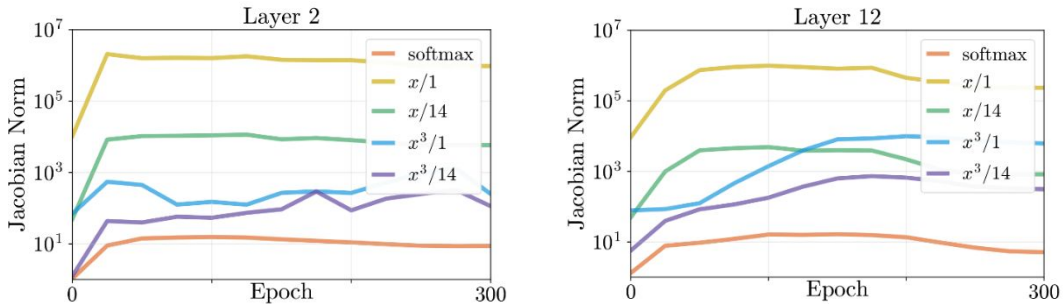 Layer 2
Jacobian Norm
10^7
10^5
10^3
10^1
softmax
x/1
x/14
x^3/1
x^3/14
0
Epoch
300
Layer 12
Jacobian Norm
10^7
10^5
10^3
10^1
softmax
x/1
x/14
x^3/1
x^3/14
0
Epoch
300